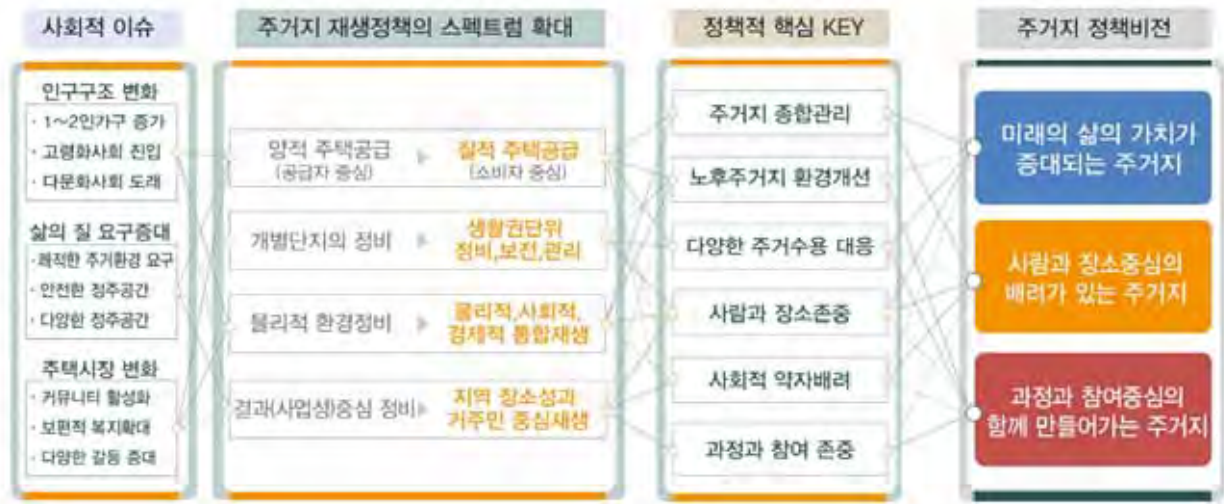 사회적 이슈
인구구조 변화
· 1~2인가구 증가
· 고령화사회 진입
· 다문화사회 도래
삶의 질 요구증대
· 쾌적한 주거환경 요구
· 안전한 정주공간
· 다양한 정주공간
주택시장 변화
· 커뮤니티 활성화
· 보편적 복지확대
· 다양한 갈등 증대
주거지 재생정책의 스펙트럼 확대
양적 주택공급
(공급자 중심)
질적 주택공급
(소비자 중심)
개별단지의 정비
생활권단위
정비,보전,관리
물리적 환경정비
물리적,사회적,
경제적 통합재생
결과(사업성)중심 정비
지역 장소성과
거주민 중심재생
정책적 핵심 KEY
주거지 종합관리
노후주거지 환경개선
다양한 주거수용 대응
사람과 장소존중
사회적 약자배려
과정과 참여 존중
주거지 정책비전
미래의 삶의 가치가
증대되는 주거지
사람과 장소중심의
배려가 있는 주거지
과정과 참여중심의
함께 만들어가는 주거지